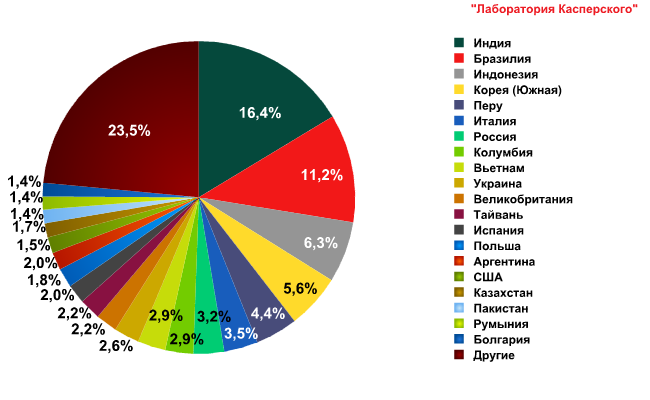 "Лаборатория Касперского"
16,4%
11,2%
6,3%
5,6%
4,4%
3,5%
3,2%
2,9%
2,9%
2,6%
2,2%
2,2%
2,0%
1,8%
2,0%
1,5%
1,7%
1,4%
1,4%
1,4%
23,5%
Индия
Бразилия
Индонезия
Корея (Южная)
Перу
Италия
Россия
Колумбия
Вьетнам
Украина
Великобритания
Тайвань
Испания
Польша
Аргентина
США
Казахстан
Пакистан
Румыния
Болгария
Другие